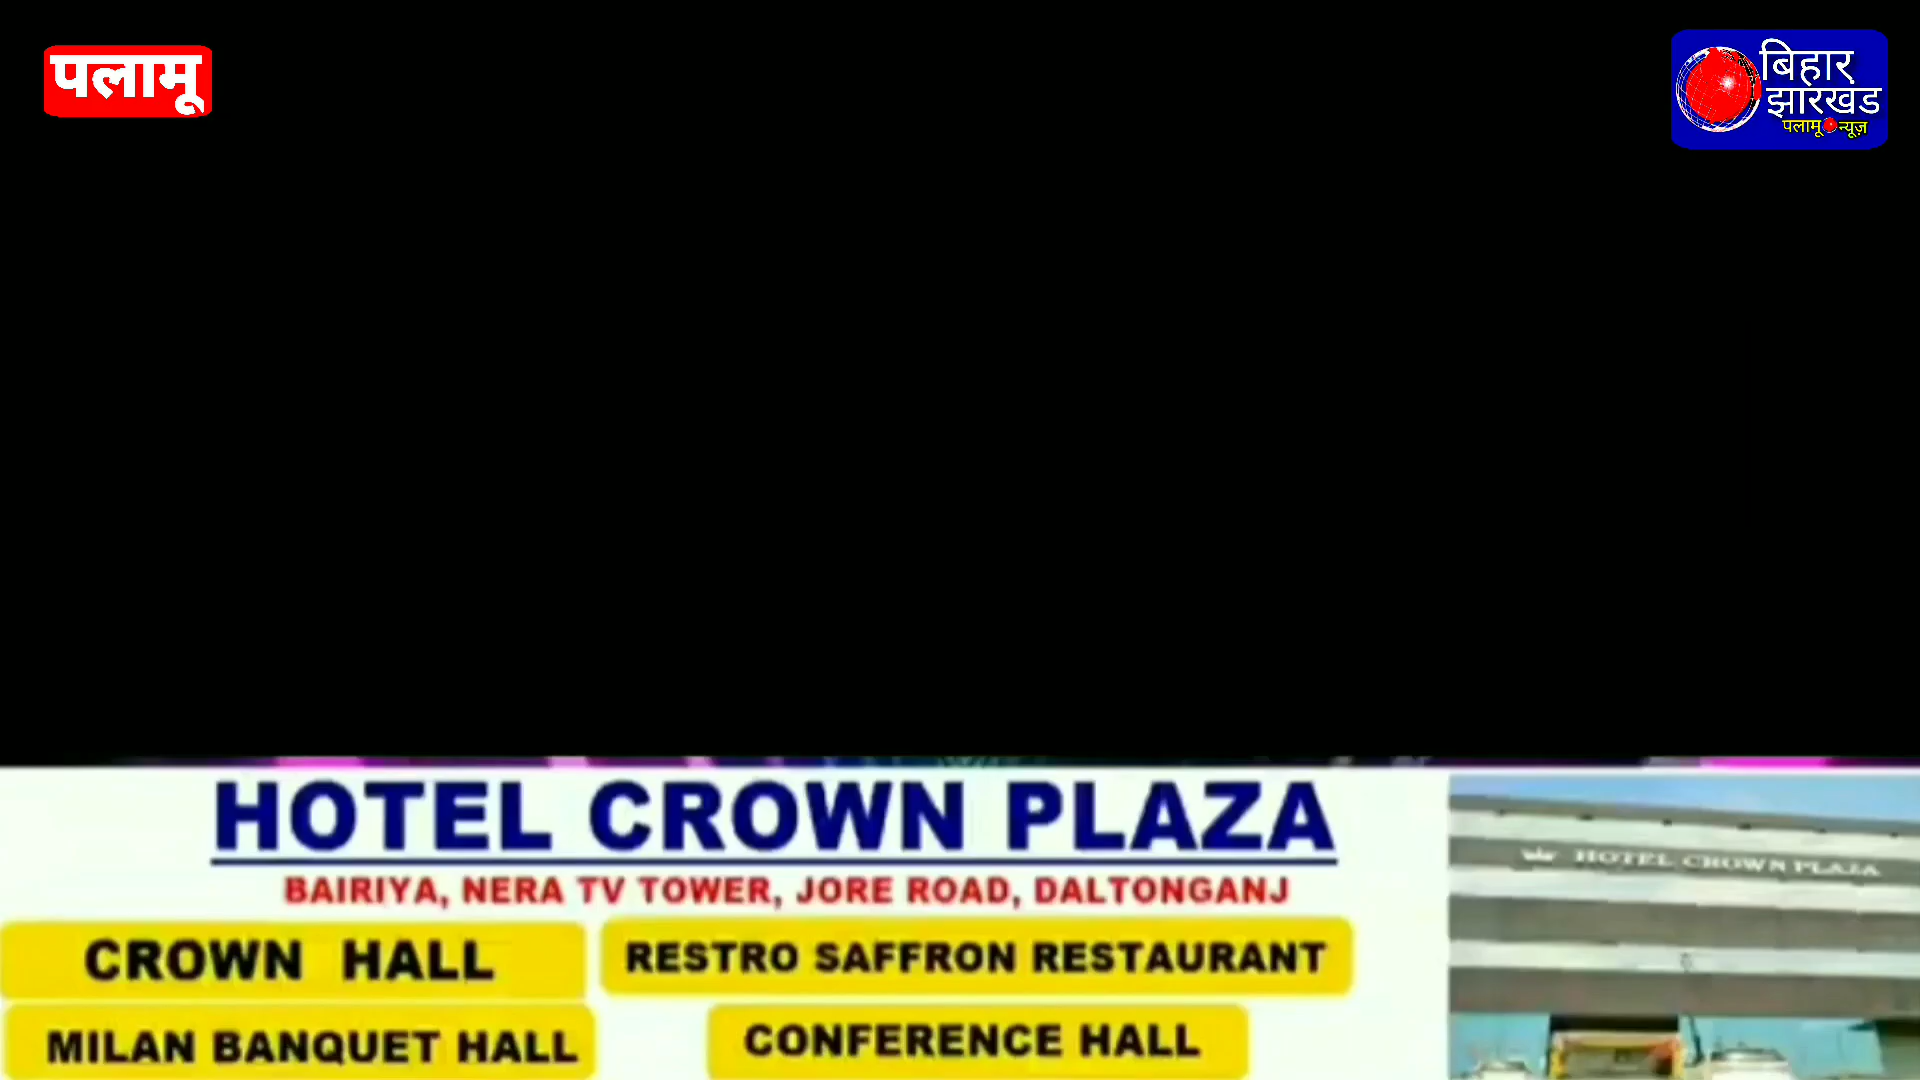 पलामू
बिहार
झारखंड
पलामू न्यूज़
HOTEL CROWN PLAZA
BAIRIYA, NERA TV TOWER, JORE ROAD, DALTONGANJ
HOTEL CROWN PLAZA
CROWN HALL
RESTRO SAFFRON RESTAURANT
MILAN BANQUET HALL
CONFERENCE HALL